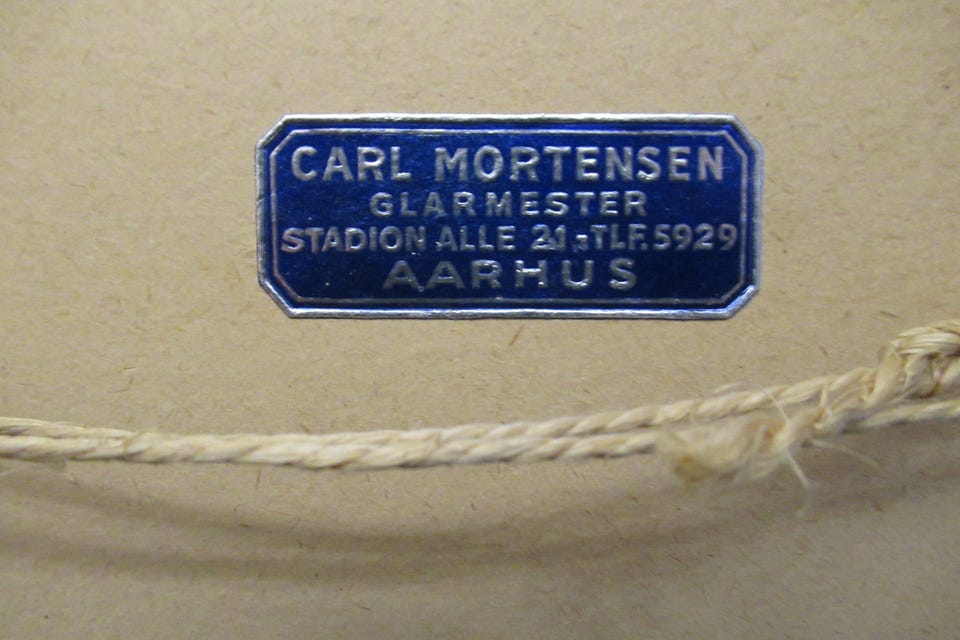 CARL MORTENSEN
GLARMESTER
STADION ALLE 21-TLF.5929
AARHUS